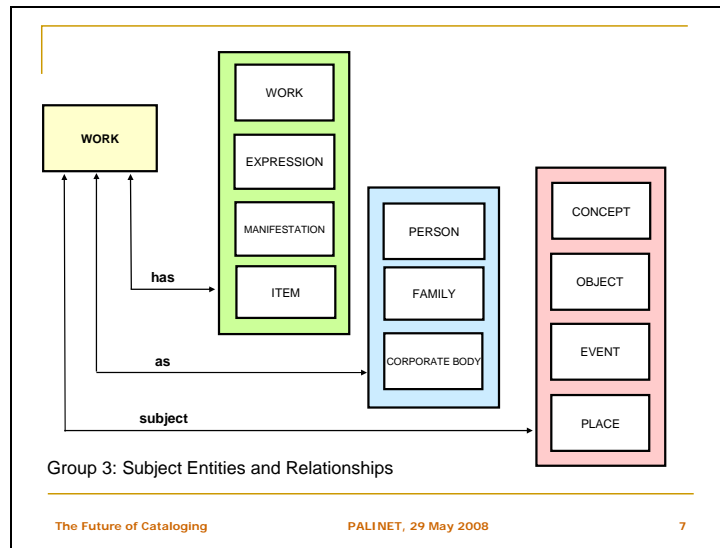 WORK
WORK
EXPRESSION
MANIFESTATION
ITEM
PERSON
FAMILY
CORPORATE BODY
CONCEPT
OBJECT
EVENT
PLACE
has
as
subject
Group 3: Subject Entities and Relationships
The Future of Cataloging PALINET, 29 May 2008 7